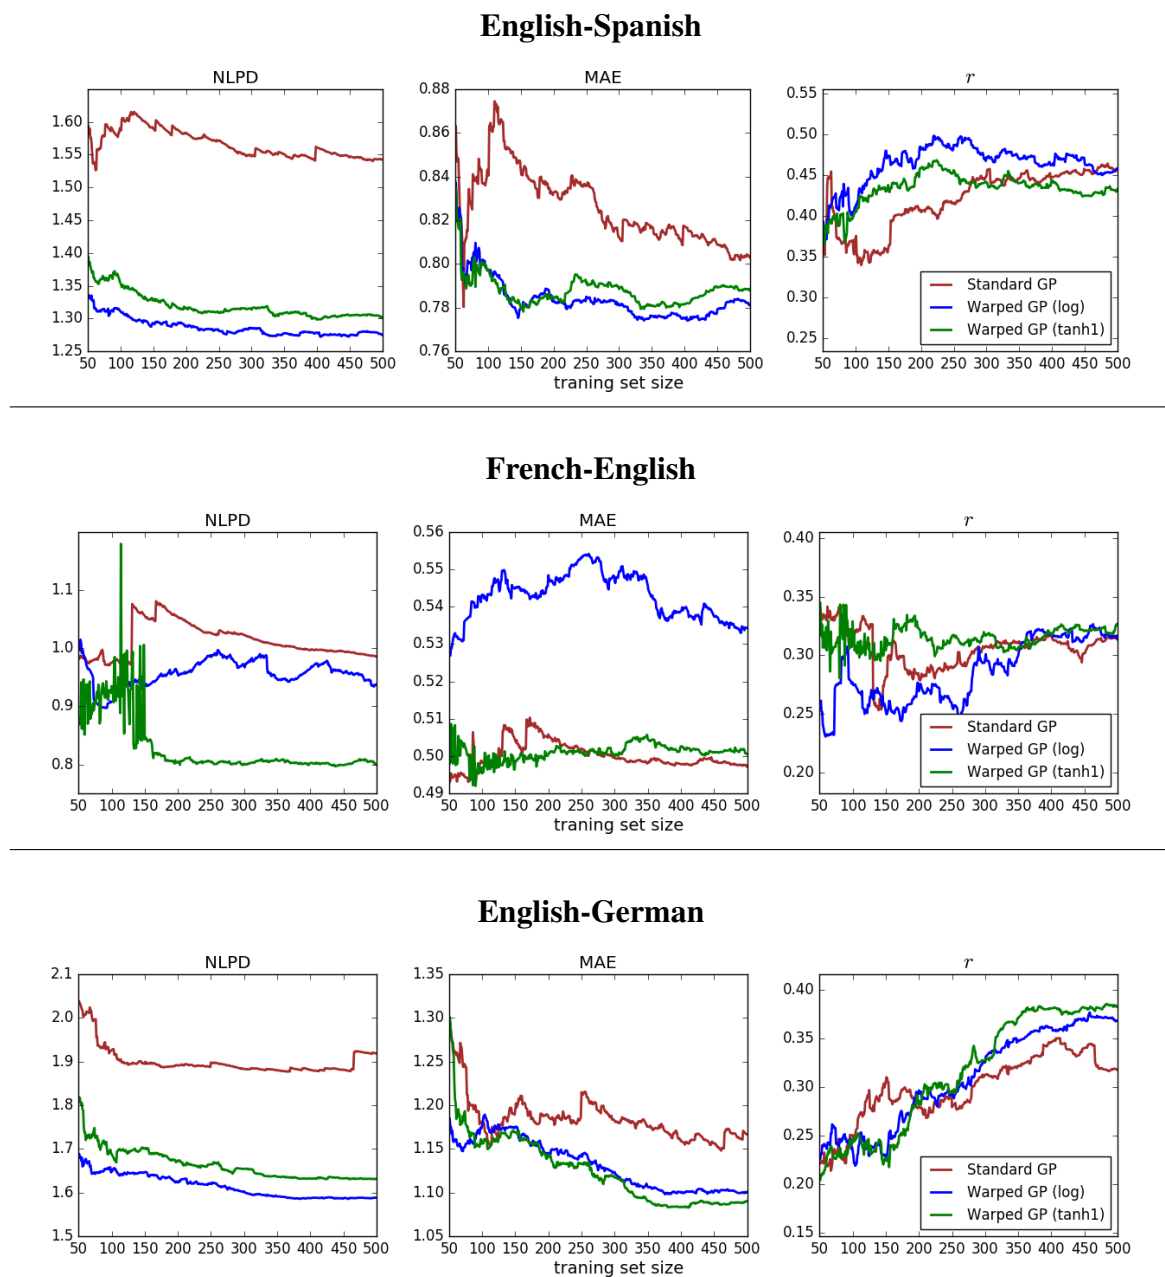 English-Spanish
NLPD MAE r
1.60 1.55 1.50 1.45 1.40 1.35 1.30 1.25
50 100 150 200 250 300 350 400 450 500
0.88 0.86 0.84 0.82 0.80 0.78 0.76
50 100 150 200 250 300 350 400 450 500
traning set size
0.55 0.50 0.45 0.40 0.35 0.30 0.25
50 100 150 200 250 300 350 400 450 500
Standard GP
Warped GP (log)
Warped GP (tanh1)
French-English
NLPD MAE r
1.1 1.0 0.9 0.8
50 100 150 200 250 300 350 400 450 500
0.56 0.55 0.54 0.53 0.52 0.51 0.50 0.49
50 100 150 200 250 300 350 400 450 500
traning set size
0.40 0.35 0.30 0.25 0.20
50 100 150 200 250 300 350 400 450 500
Standard GP
Warped GP (log)
Warped GP (tanh1)
English-German
NLPD MAE r
2.1 2.0 1.9 1.8 1.7 1.6 1.5
50 100 150 200 250 300 350 400 450 500
1.35 1.30 1.25 1.20 1.15 1.10 1.05
50 100 150 200 250 300 350 400 450 500
traning set size
0.40 0.35 0.30 0.25 0.20 0.15
50 100 150 200 250 300 350 400 450 500
Standard GP
Warped GP (log)
Warped GP (tanh1)